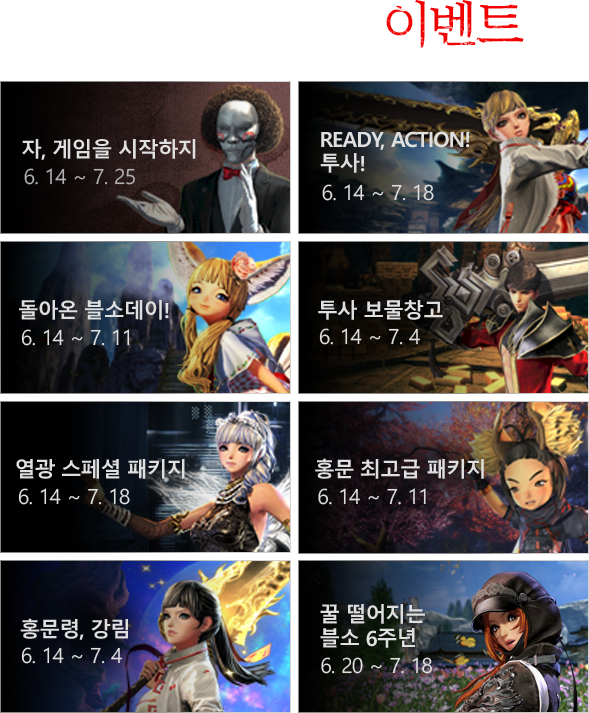 이벤트
자, 게임을 시작하지
6. 14 ~ 7. 25
READY, ACTION!
투사!
6. 14 ~ 7. 18
돌아온 블소데이!
6. 14 ~ 7. 11
투사 보물창고
6. 14 ~ 7. 4
열광 스페셜 패키지
6. 14 ~ 7. 18
홍문 최고급 패키지
6. 14 ~ 7. 11
홍문령, 강림
6. 14 ~ 7. 4
꿀 떨어지는
블소 6주년
6. 20 ~ 7. 18